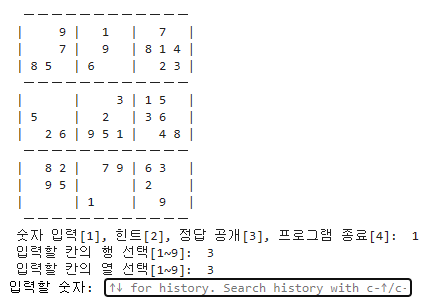 — — — — — — — — — — — —
|     9 |   1   |   7   |
|     7 |   9   | 8 1 4 |
| 8 5   | 6     |   2 3 |
— — — — — — — — — — — —
|       |     3 | 1 5   |
| 5     |   2   | 3 6   |
|   2 6 | 9 5 1 |   4 8 |
— — — — — — — — — — — —
|   8 2 |   7 9 | 6 3   |
|   9 5 |       | 2     |
|       | 1     |   9   |
— — — — — — — — — — — —
숫자 입력[1], 힌트[2], 정답 공개[3], 프로그램 종료[4]: 1
입력할 칸의 행 선택[1~9]: 3
입력할 칸의 열 선택[1~9]: 3
입력할 숫자: ↑↓ for history. Search history with c-↑/c-